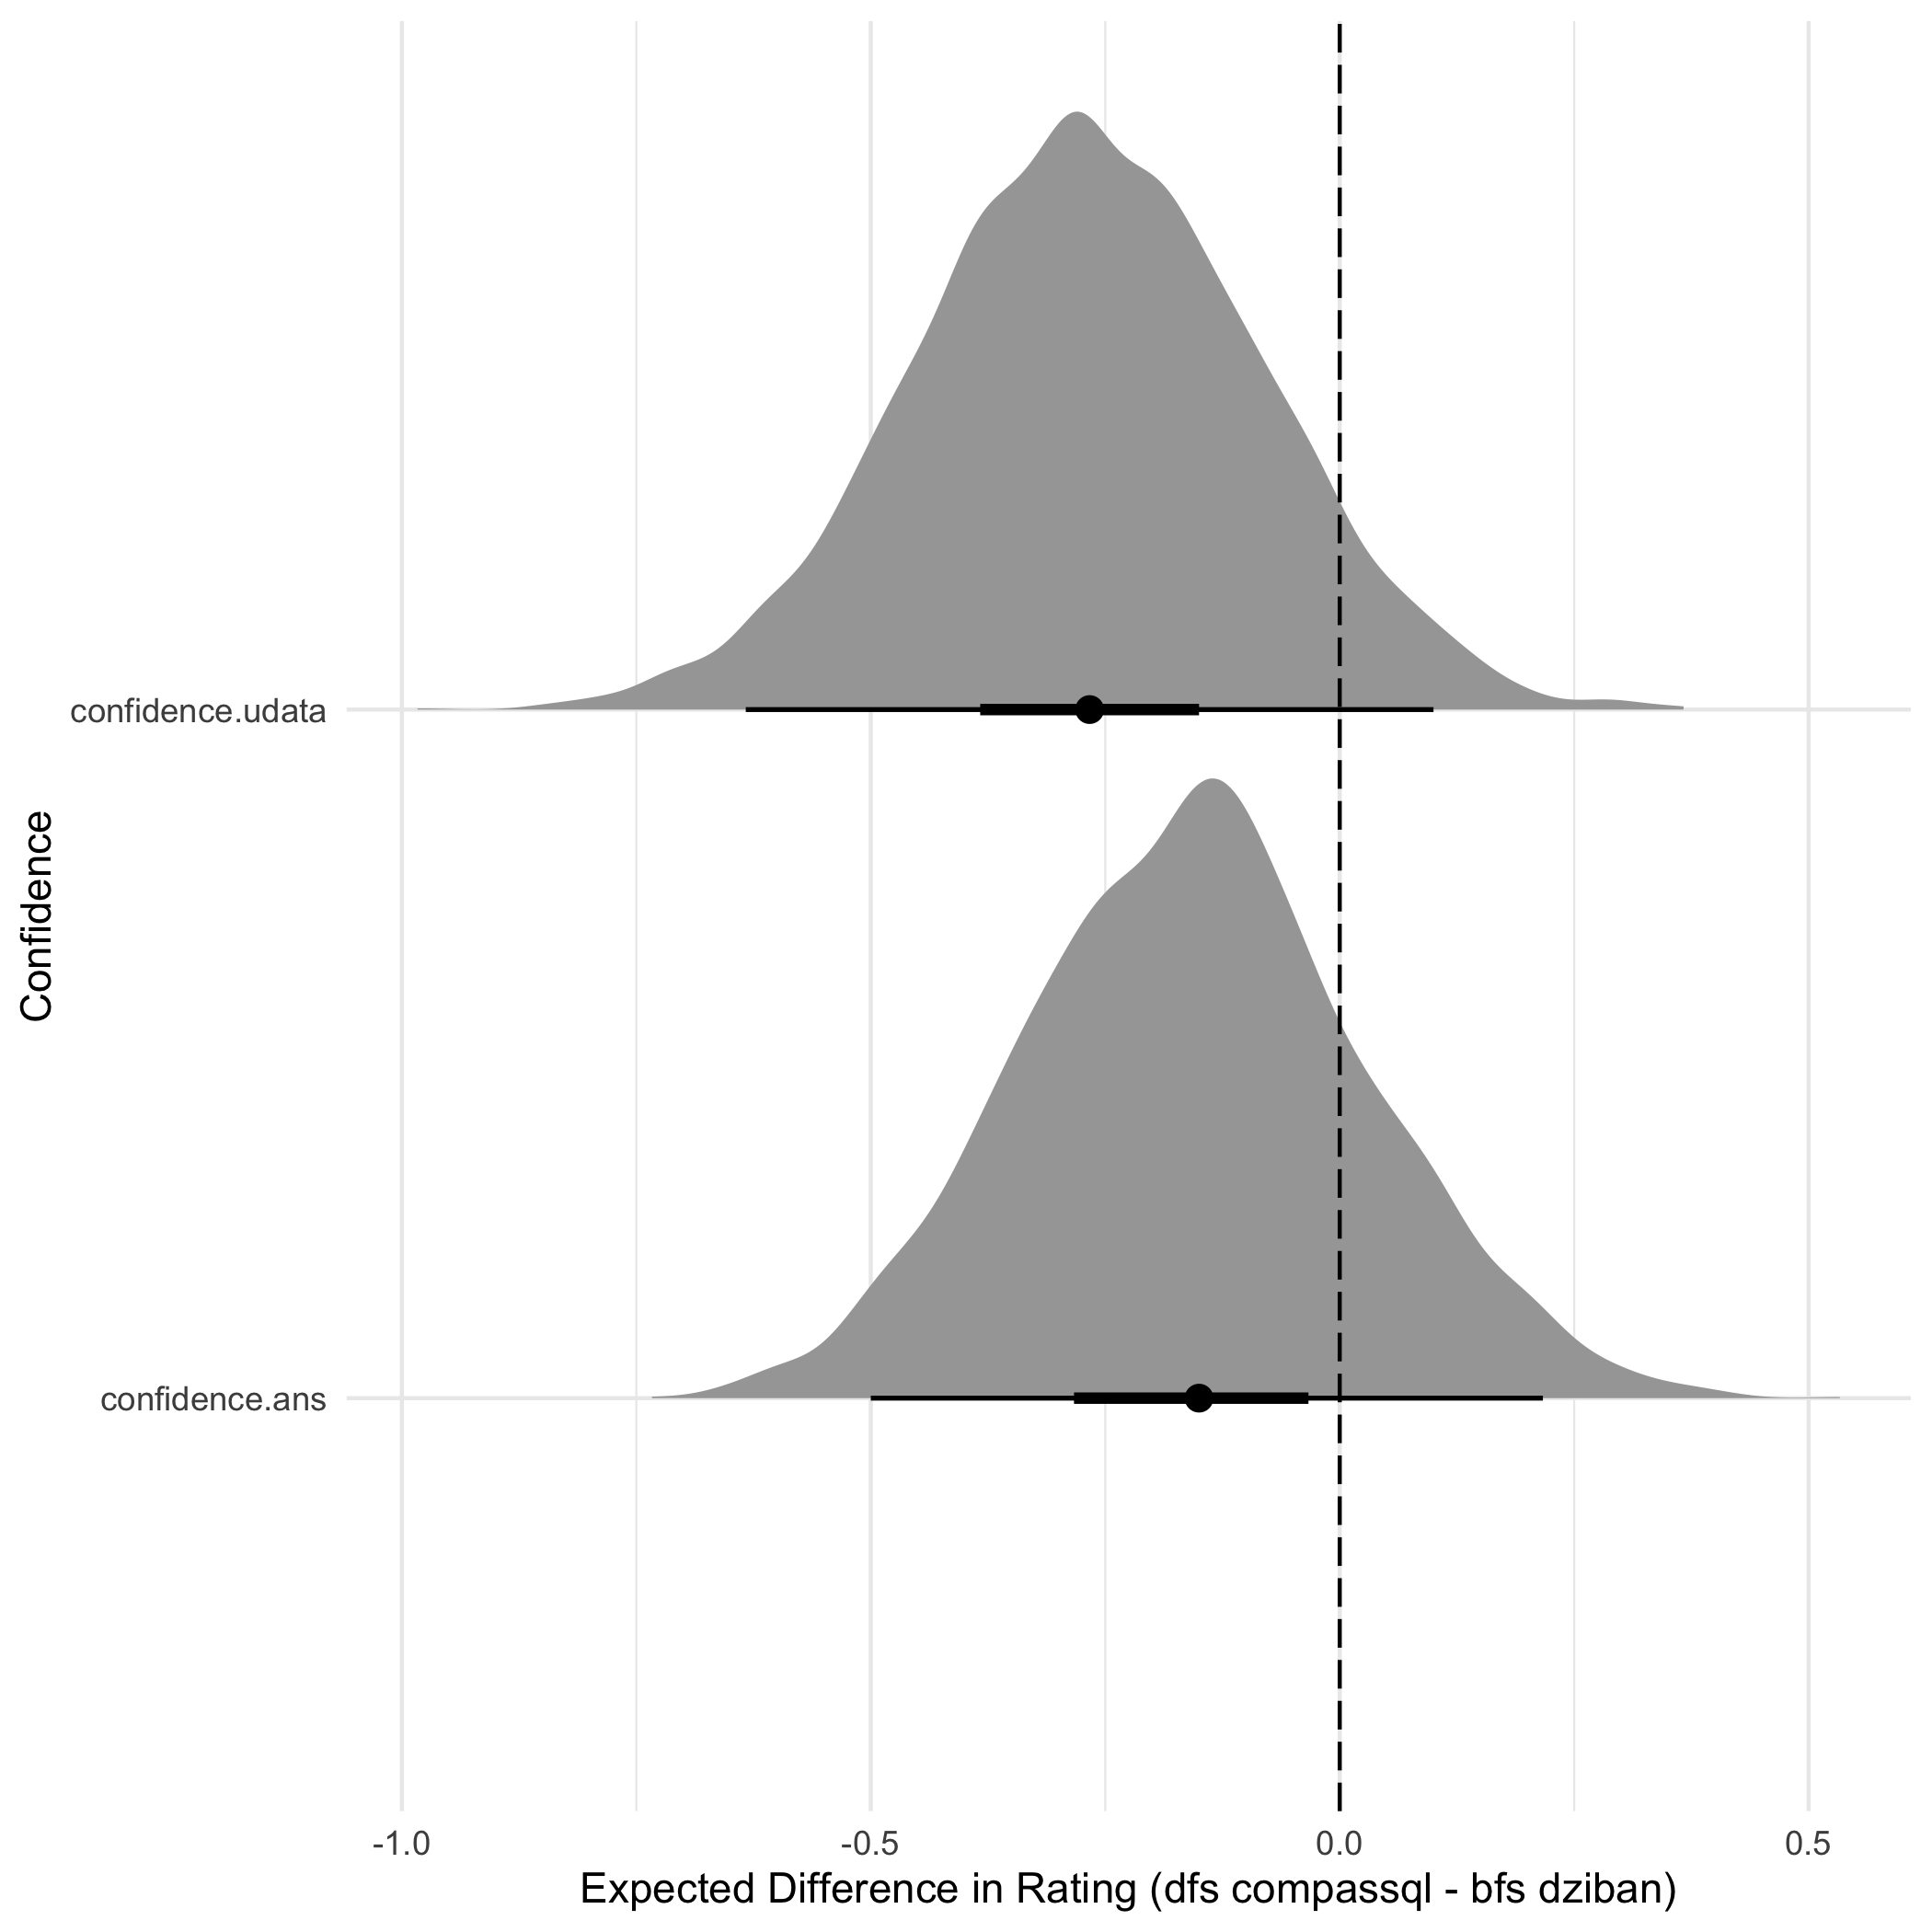 confidence.udata
Confidence
confidence.ans
-1.0 -0.5 0.0 0.5
Expected Difference in Rating (dfs compassql - bfs dziban)